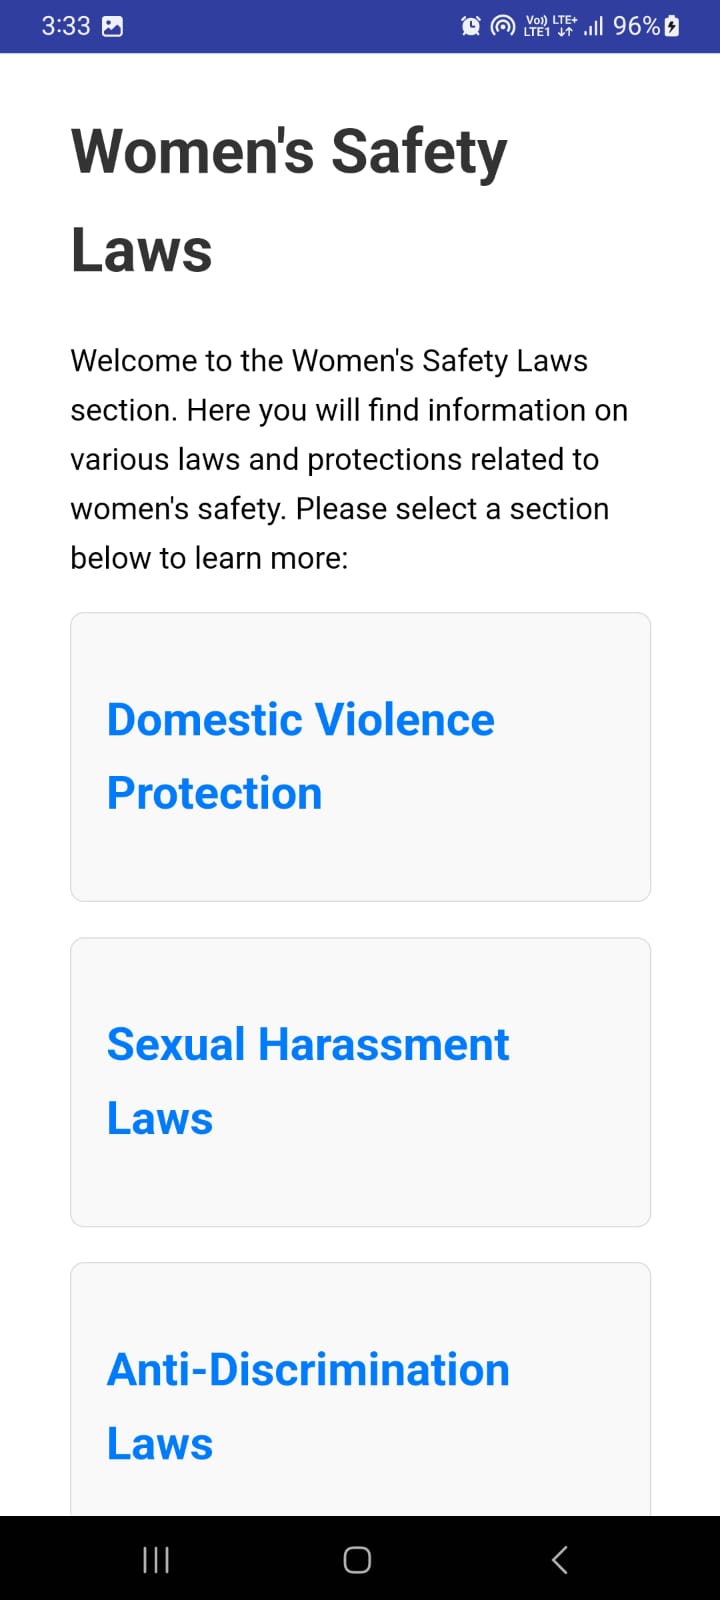 3:33 Vo)) LTE+ LTE1 96%
Women's Safety
Laws
Welcome to the Women's Safety Laws
section. Here you will find information on
various laws and protections related to
women's safety. Please select a section
below to learn more:
Domestic Violence
Protection
Sexual Harassment
Laws
Anti-Discrimination
Laws